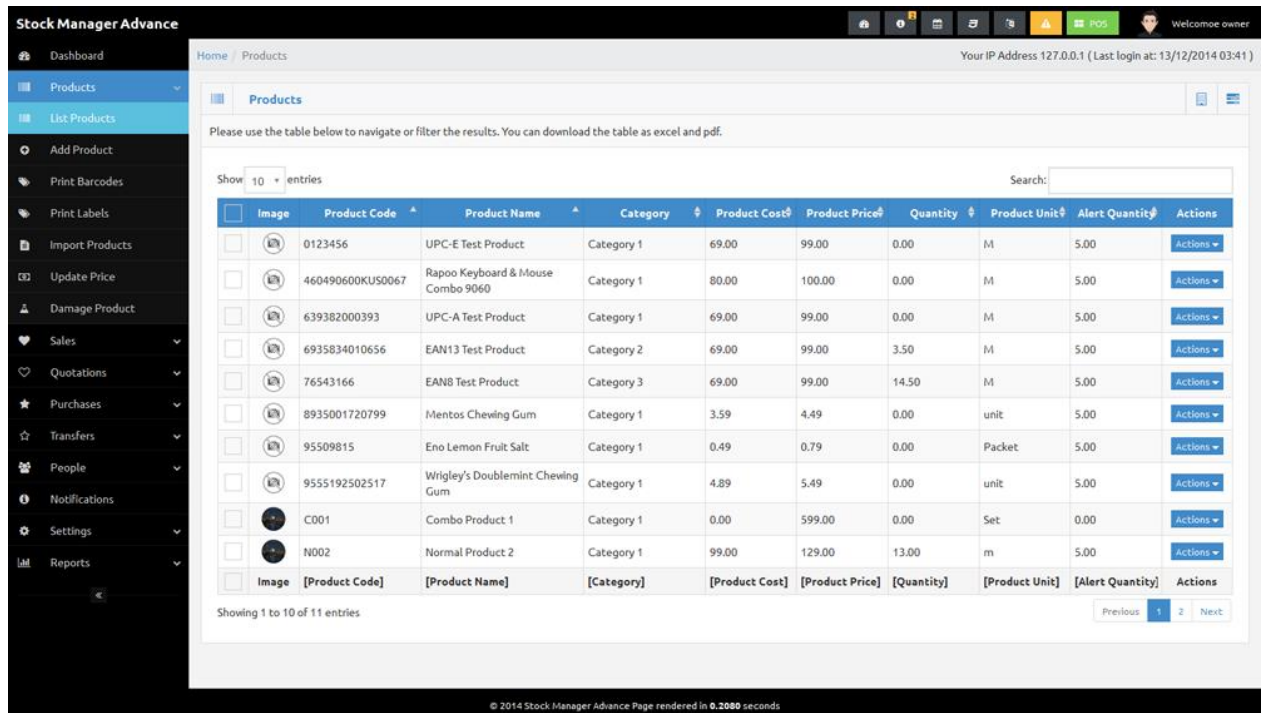 Stock Manager Advance
2
POS
Welcomoe owner
Dashboard
Products
List Products
Add Product
Print Barcodes
Print Labels
Import Products
Update Price
Damage Product
Sales
Quotations
Purchases
Transfers
People
Notifications
Settings
Reports
Home / Products
Your IP Address 127.0.0.1 ( Last login at: 13/12/2014 03:41 )
Products
Please use the table below to navigate or filter the results. You can download the table as excel and pdf.
Show 10 entries
Search:
Image Product Code Product Name Category Product Cost Product Price Quantity Product Unit Alert Quantity Actions
0123456 UPC-E Test Product Category 1 69.00 99.00 0.00 M 5.00 Actions
460490600KUS0067 Rapoo Keyboard & Mouse Combo 9060 Category 1 80.00 100.00 0.00 M 5.00 Actions
639382000393 UPC-A Test Product Category 1 69.00 99.00 0.00 M 5.00 Actions
6935834010656 EAN13 Test Product Category 2 69.00 99.00 3.50 M 5.00 Actions
76543166 EAN8 Test Product Category 3 69.00 99.00 14.50 M 5.00 Actions
8935001720799 Mentos Chewing Gum Category 1 3.59 4.49 0.00 unit 5.00 Actions
95509815 Eno Lemon Fruit Salt Category 1 0.49 0.79 0.00 Packet 5.00 Actions
9555192502517 Wrigley's Doublemint Chewing Gum Category 1 4.89 5.49 0.00 unit 5.00 Actions
C001 Combo Product 1 Category 1 0.00 599.00 0.00 Set 0.00 Actions
N002 Normal Product 2 Category 1 99.00 129.00 13.00 m 5.00 Actions
Image [Product Code] [Product Name] [Category] [Product Cost] [Product Price] [Quantity] [Product Unit] [Alert Quantity] Actions
Showing 1 to 10 of 11 entries
Previous 1 2 Next
© 2014 Stock Manager Advance Page rendered in 0.2080 seconds